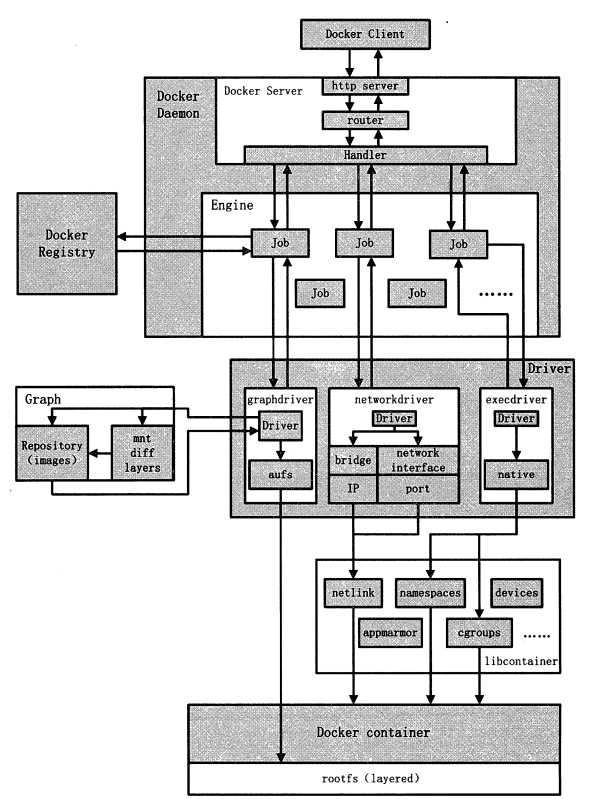 Docker Client
http server
Docker Server
Docker
Daemon
router
Handler
Engine
Docker
Registry
Job
Job
Job
Job
Job
......
Driver
Graph
graphdriver
networkdriver
execdriver
Driver
Driver
Driver
Repository
(images)
mnt
diff
layers
bridge
network
interface
aufs
native
IP
port
netlink
namespaces
devices
appmarmor
cgroups
......
libcontainer
Docker container
rootfs (layered)